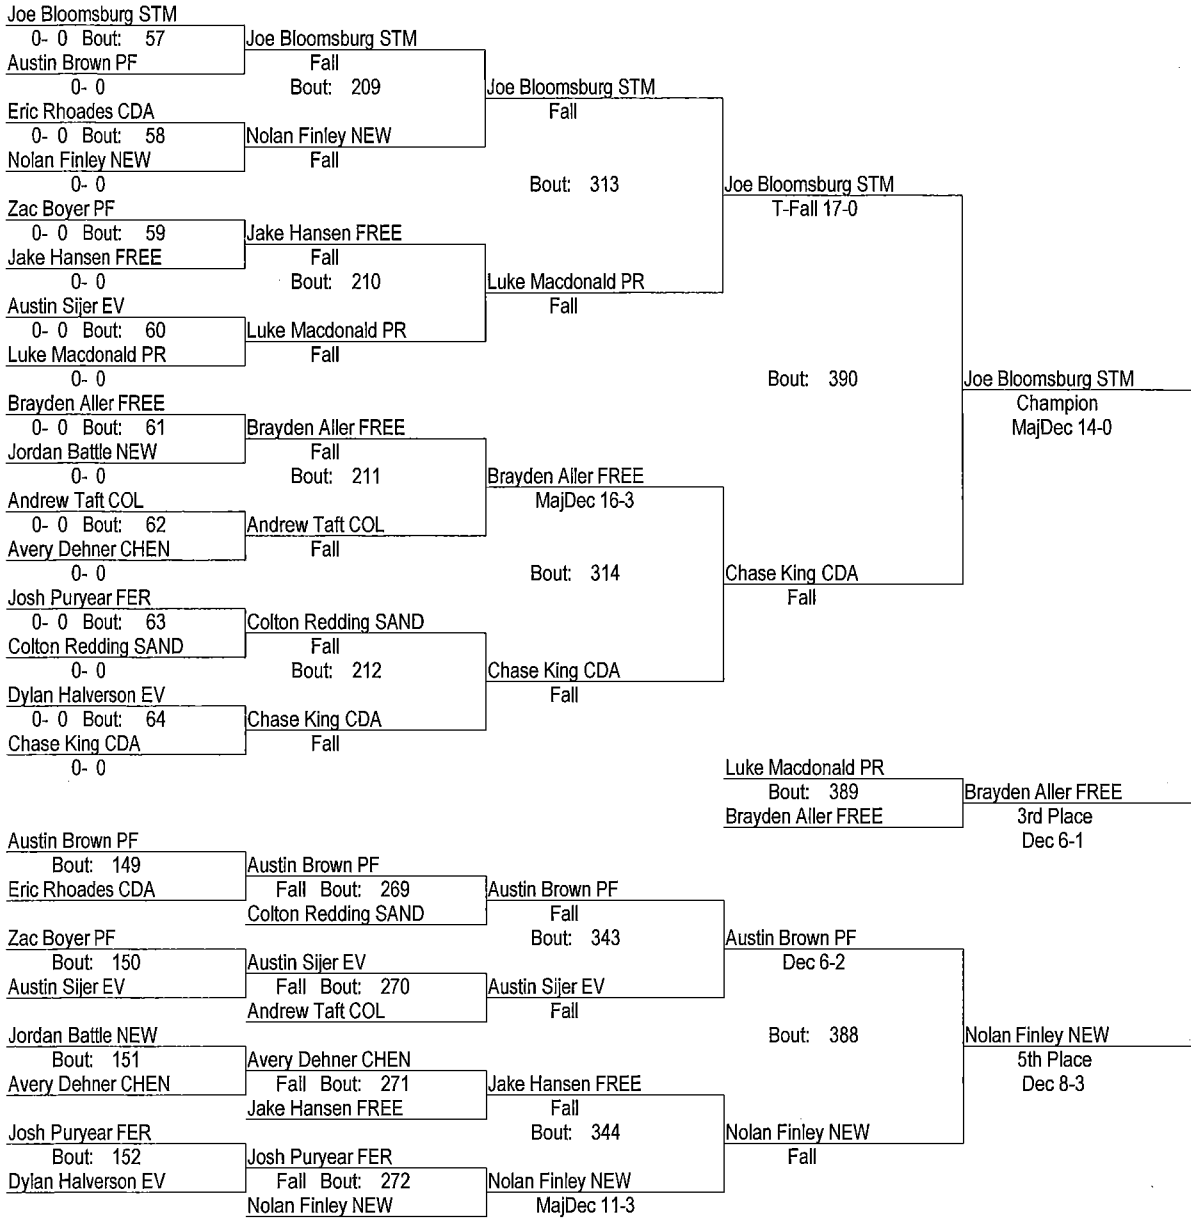 Joe Bloomsburg STM
0- 0 Bout: 57
Austin Brown PF
0- 0
Eric Rhoades CDA
0- 0 Bout: 58
Nolan Finley NEW
0- 0
Zac Boyer PF
0- 0 Bout: 59
Jake Hansen FREE
0- 0
Austin Sijer EV
0- 0 Bout: 60
Luke Macdonald PR
0- 0
Brayden Aller FREE
0- 0 Bout: 61
Jordan Battle NEW
0- 0
Andrew Taft COL
0- 0 Bout: 62
Avery Dehner CHEN
0- 0
Josh Puryear FER
0- 0 Bout: 63
Colton Redding SAND
0- 0
Dylan Halverson EV
0- 0 Bout: 64
Chase King CDA
0- 0
Joe Bloomsburg STM
Fall
Bout: 209
Nolan Finley NEW
Fall
Jake Hansen FREE
Fall
Bout: 210
Luke Macdonald PR
Fall
Brayden Aller FREE
Fall
Bout: 211
Andrew Taft COL
Fall
Colton Redding SAND
Fall
Bout: 212
Chase King CDA
Fall
Joe Bloomsburg STM
Fall
Bout: 313
Luke Macdonald PR
Fall
Brayden Aller FREE
MajDec 16-3
Bout: 314
Chase King CDA
Fall
Joe Bloomsburg STM
T-Fall 17-0
Bout: 390
Chase King CDA
Fall
Joe Bloomsburg STM
Champion
MajDec 14-0
Luke Macdonald PR
Bout: 389
Brayden Aller FREE
Brayden Aller FREE
3rd Place
Dec 6-1
Austin Brown PF
Bout: 149
Eric Rhoades CDA
Zac Boyer PF
Bout: 150
Austin Sijer EV
Jordan Battle NEW
Bout: 151
Avery Dehner CHEN
Josh Puryear FER
Bout: 152
Dylan Halverson EV
Austin Brown PF
Fall Bout: 269
Colton Redding SAND
Austin Sijer EV
Fall Bout: 270
Andrew Taft COL
Avery Dehner CHEN
Fall Bout: 271
Jake Hansen FREE
Josh Puryear FER
Fall Bout: 272
Nolan Finley NEW
Austin Brown PF
Fall
Bout: 343
Austin Sijer EV
Fall
Jake Hansen FREE
Fall
Bout: 344
Nolan Finley NEW
MajDec 11-3
Austin Brown PF
Dec 6-2
Bout: 388
Nolan Finley NEW
Fall
Nolan Finley NEW
5th Place
Dec 8-3